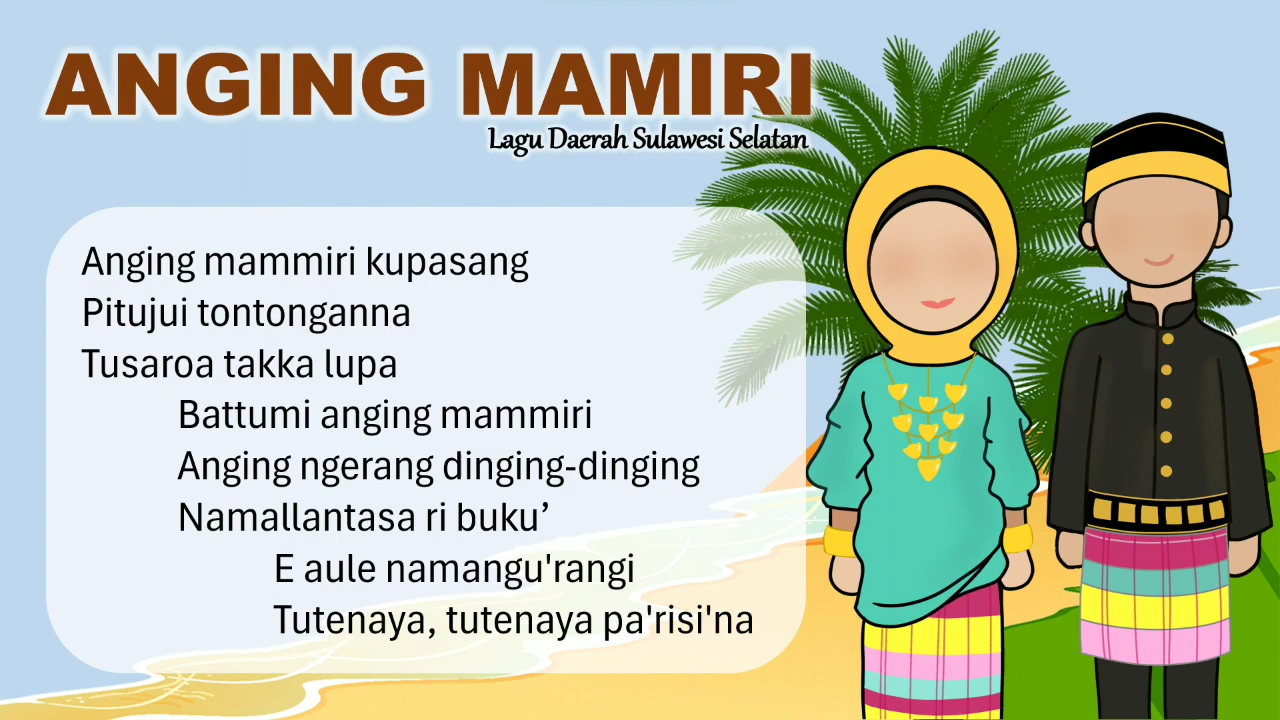 ANGING MAMIRI
Lagu Daerah Sulawesi Selatan
Anging mammiri kupasang
Pitujui tontonganna
Tusaroa takka lupa
Battumi anging mammiri
Anging ngerang dinging-dinging
Namallantasa ri buku’
E aule namangu'rangi
Tutenaya, tutenaya pa'risi'na